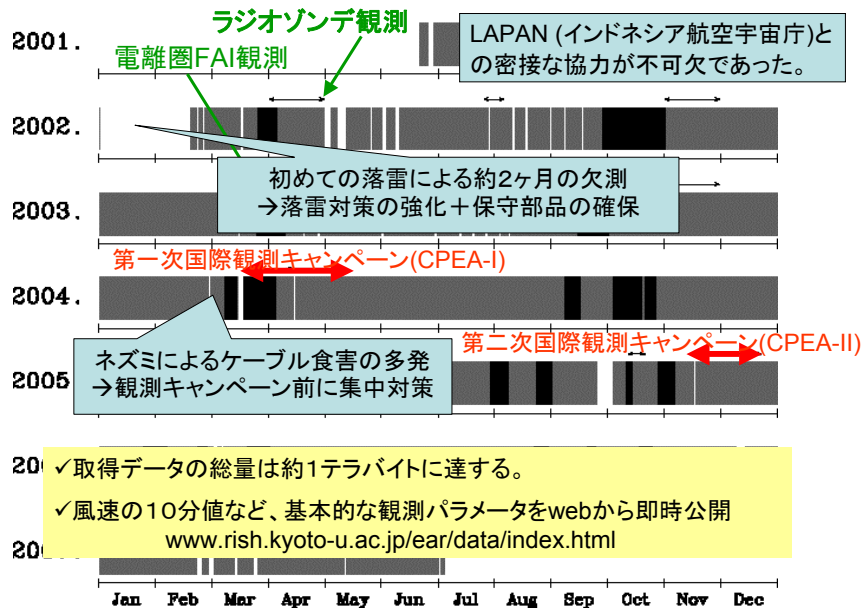 2001.
ラジオゾンデ観測
電離圏FAI観測
LAPAN (インドネシア航空宇宙庁)と
の密接な協力が不可欠であった。
2002.
初めての落雷による約2ヶ月の欠測
→落雷対策の強化+保守部品の確保
2003.
第一次国際観測キャンペーン(CPEA-I)
2004.
第二次国際観測キャンペーン(CPEA-II)
ネズミによるケーブル食害の多発
→観測キャンペーン前に集中対策
2005
20
✓取得データの総量は約1テラバイトに達する。
✓風速の10分値など、基本的な観測パラメータをwebから即時公開
www.rish.kyoto-u.ac.jp/ear/data/index.html
20
Jan Feb Mar Apr May Jun Jul Aug Sep Oct Nov Dec